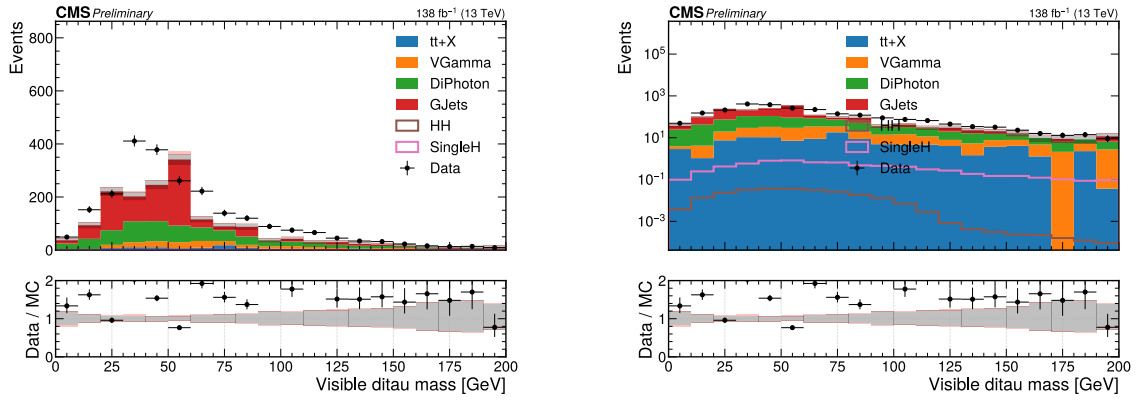 CMS Preliminary 138 fb⁻¹ (13 TeV)
Events
800
600
400
200
0
tt+X
VGamma
DiPhoton
GJets
HH
SingleH
Data
Data / MC
2
1
0
0 25 50 75 100 125 150 175 200
Visible ditau mass [GeV]
CMS Preliminary 138 fb⁻¹ (13 TeV)
Events
10⁵
10³
10¹
10⁻¹
10⁻³
tt+X
VGamma
DiPhoton
GJets
HH
SingleH
Data
Data / MC
2
1
0
0 25 50 75 100 125 150 175 200
Visible ditau mass [GeV]